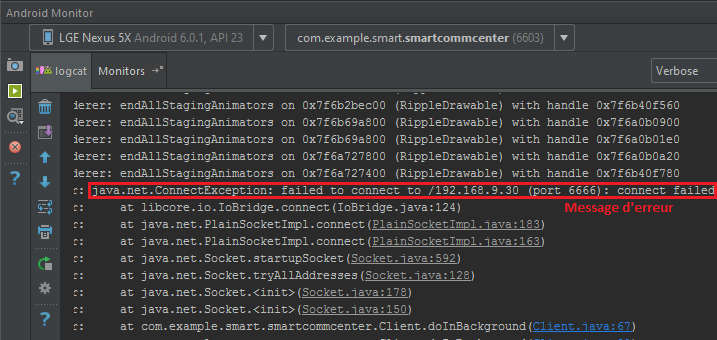 Android Monitor
LGE Nexus 5X Android 6.0.1, API 23
com.example.smart.smartcommcenter (6603)
logcat
Monitors
Verbose
derer: endAllStagingAnimators on 0x7f6b2bec00 (RippleDrawable) with handle 0x7f6b40f560
derer: endAllStagingAnimators on 0x7f6b69a800 (RippleDrawable) with handle 0x7f6a0b0900
derer: endAllStagingAnimators on 0x7f6b69a800 (RippleDrawable) with handle 0x7f6a0b01e0
derer: endAllStagingAnimators on 0x7f6a727800 (RippleDrawable) with handle 0x7f6a0b0a20
derer: endAllStagingAnimators on 0x7f6a727400 (RippleDrawable) with handle 0x7f6b40f780
r: java.net.ConnectException: failed to connect to /192.168.9.30 (port 6666): connect failed
Message d'erreur
r: at libcore.io.IoBridge.connect(IoBridge.java:124)
r: at java.net.PlainSocketImpl.connect(PlainSocketImpl.java:183)
r: at java.net.PlainSocketImpl.connect(PlainSocketImpl.java:163)
r: at java.net.Socket.startupSocket(Socket.java:592)
r: at java.net.Socket.tryAllAddresses(Socket.java:128)
r: at java.net.Socket.<init>(Socket.java:178)
r: at java.net.Socket.<init>(Socket.java:150)
r: at com.example.smart.smartcommcenter.Client.doInBackground(Client.java:67)